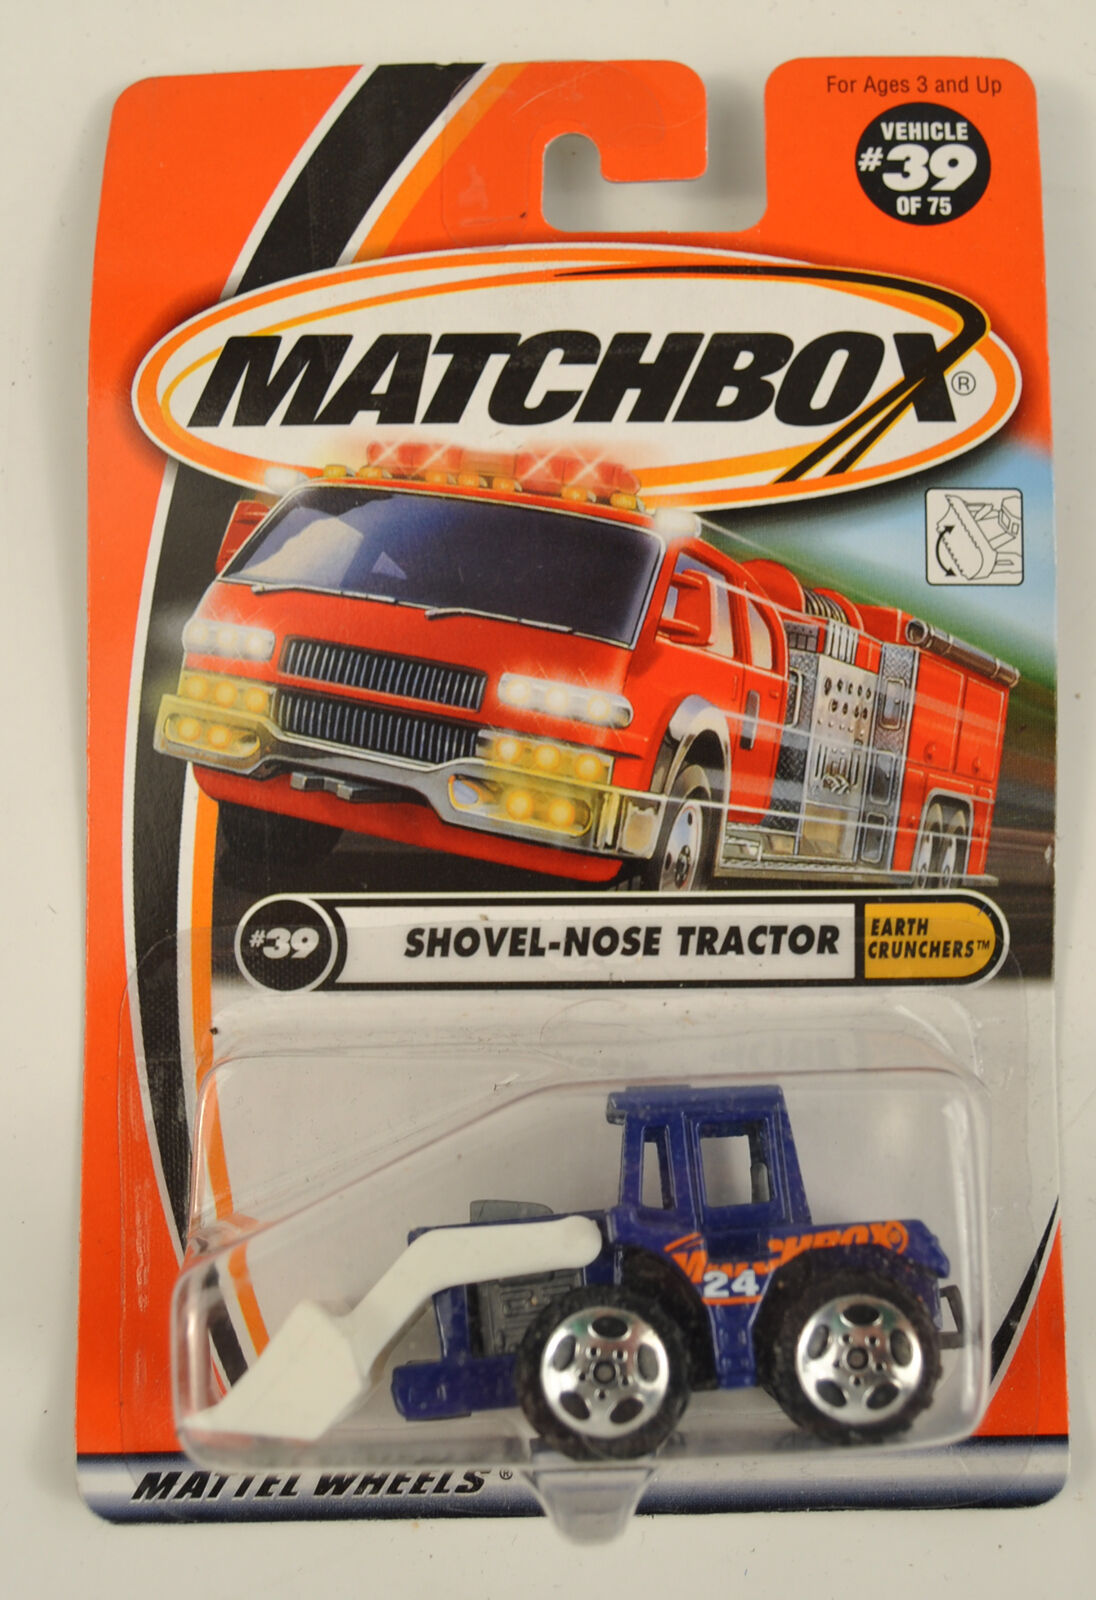 For Ages 3 and Up
VEHICLE
#39
OF 75
MATCHBOX®
#39
SHOVEL-NOSE TRACTOR
EARTH
CRUNCHERS™
MATCHBOX
24
MATTEL WHEELS®